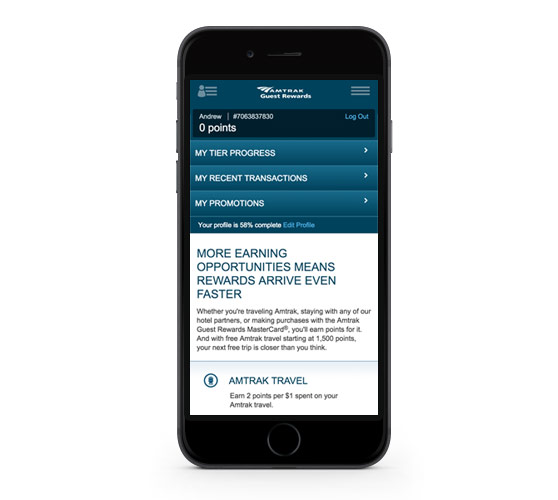 AMTRAK
Guest Rewards
Andrew | #7063837830
Log Out
0 points
MY TIER PROGRESS
MY RECENT TRANSACTIONS
MY PROMOTIONS
Your profile is 58% complete Edit Profile
MORE EARNING
OPPORTUNITIES MEANS
REWARDS ARRIVE EVEN
FASTER
Whether you're traveling Amtrak, staying with any of our
hotel partners, or making purchases with the Amtrak
Guest Rewards MasterCard®, you'll earn points for it.
And with free Amtrak travel starting at 1,500 points,
your next free trip is closer than you think.
AMTRAK TRAVEL
Earn 2 points per $1 spent on your
Amtrak travel.